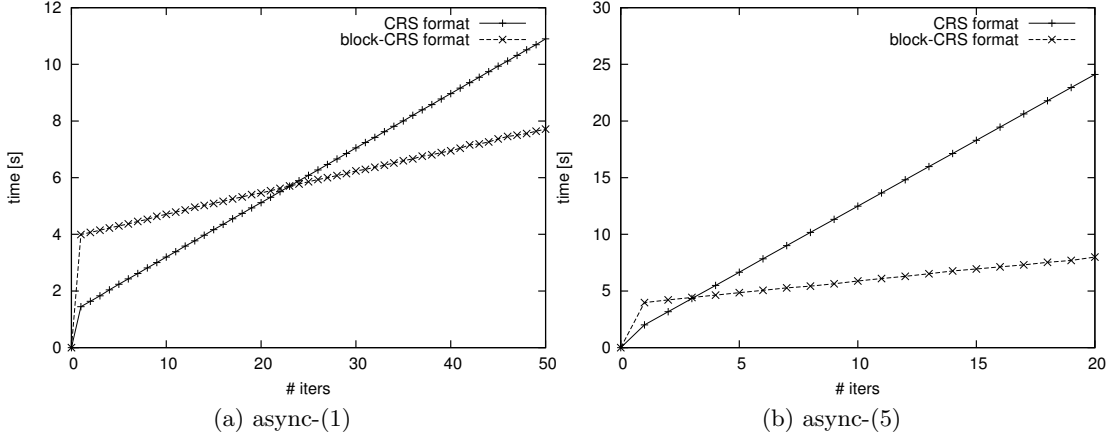 12
10
8
6
4
2
0
time [s]
CRS format
block-CRS format
0 10 20 30 40 50
# iters
(a) async-(1)
30
25
20
15
10
5
0
time [s]
CRS format
block-CRS format
0 5 10 15 20
# iters
(b) async-(5)